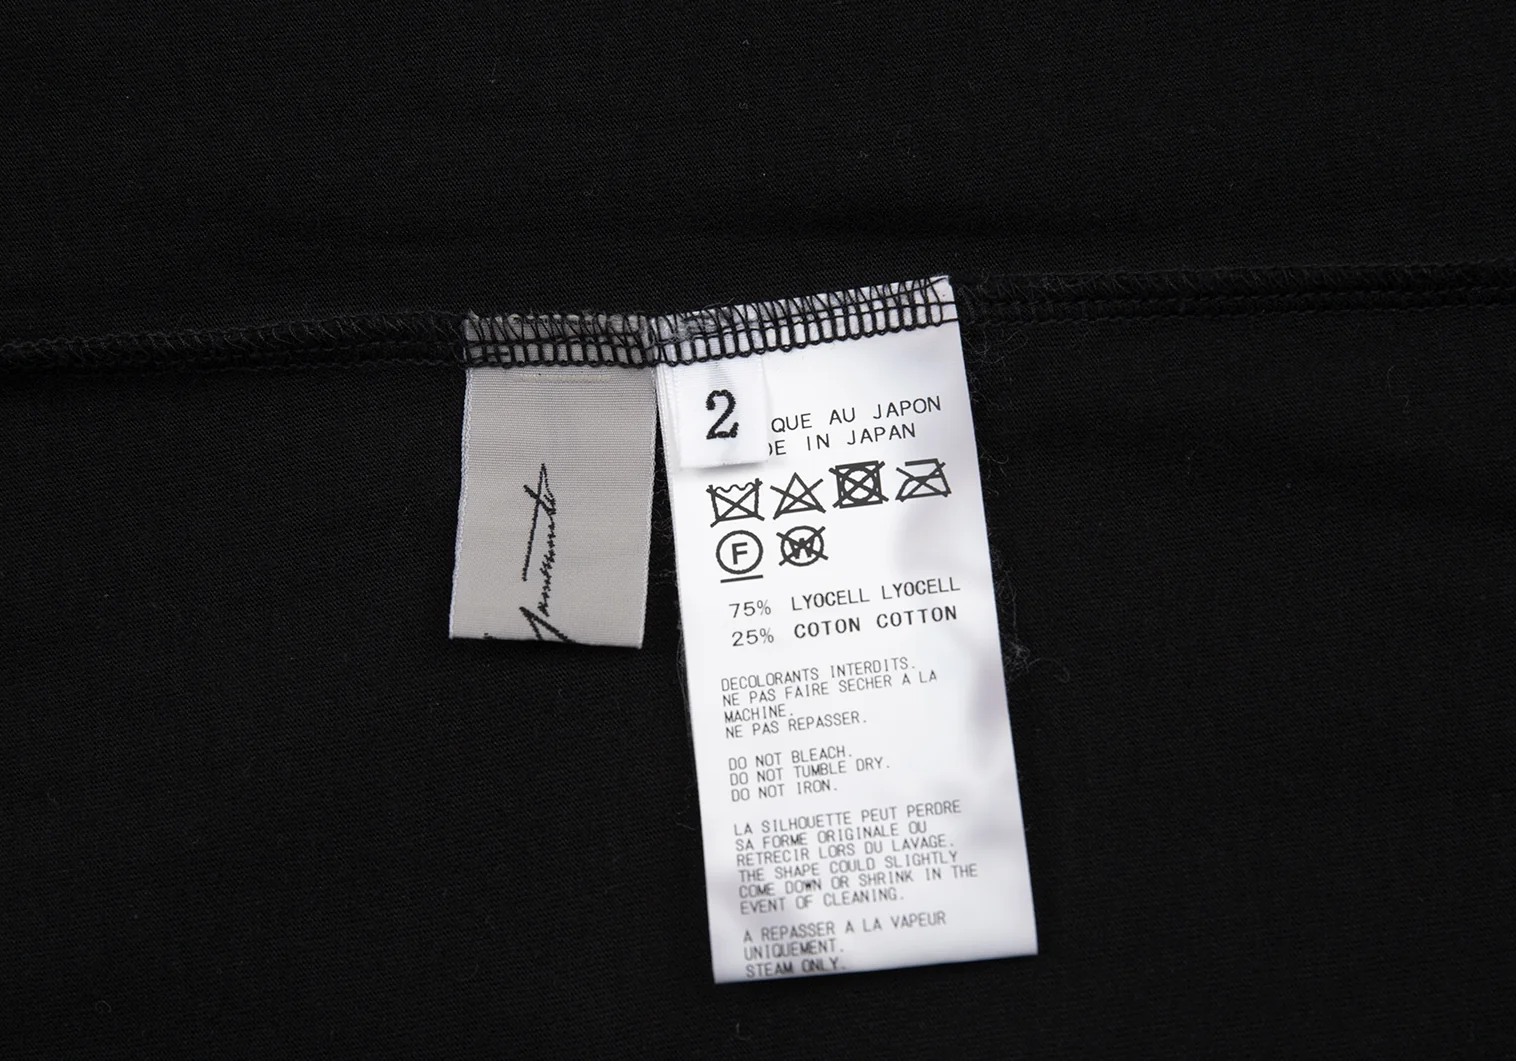 2
QUE AU JAPON
DE IN JAPAN
F
W
75% LYOCELL LYOCELL
25% COTON COTTON
DECOLORANTS INTERDITS.
NE PAS FAIRE SECHER A LA
MACHINE.
NE PAS REPASSER.
DO NOT BLEACH.
DO NOT TUMBLE DRY.
DO NOT IRON.
LA SILHOUETTE PEUT PERDRE
SA FORME ORIGINALE OU
RETRECIR LORS DU LAVAGE.
THE SHAPE COULD SLIGHTLY
COME DOWN OR SHRINK IN THE
EVENT OF CLEANING.
A REPASSER A LA VAPEUR
UNIQUEMENT.
STEAM ONLY.